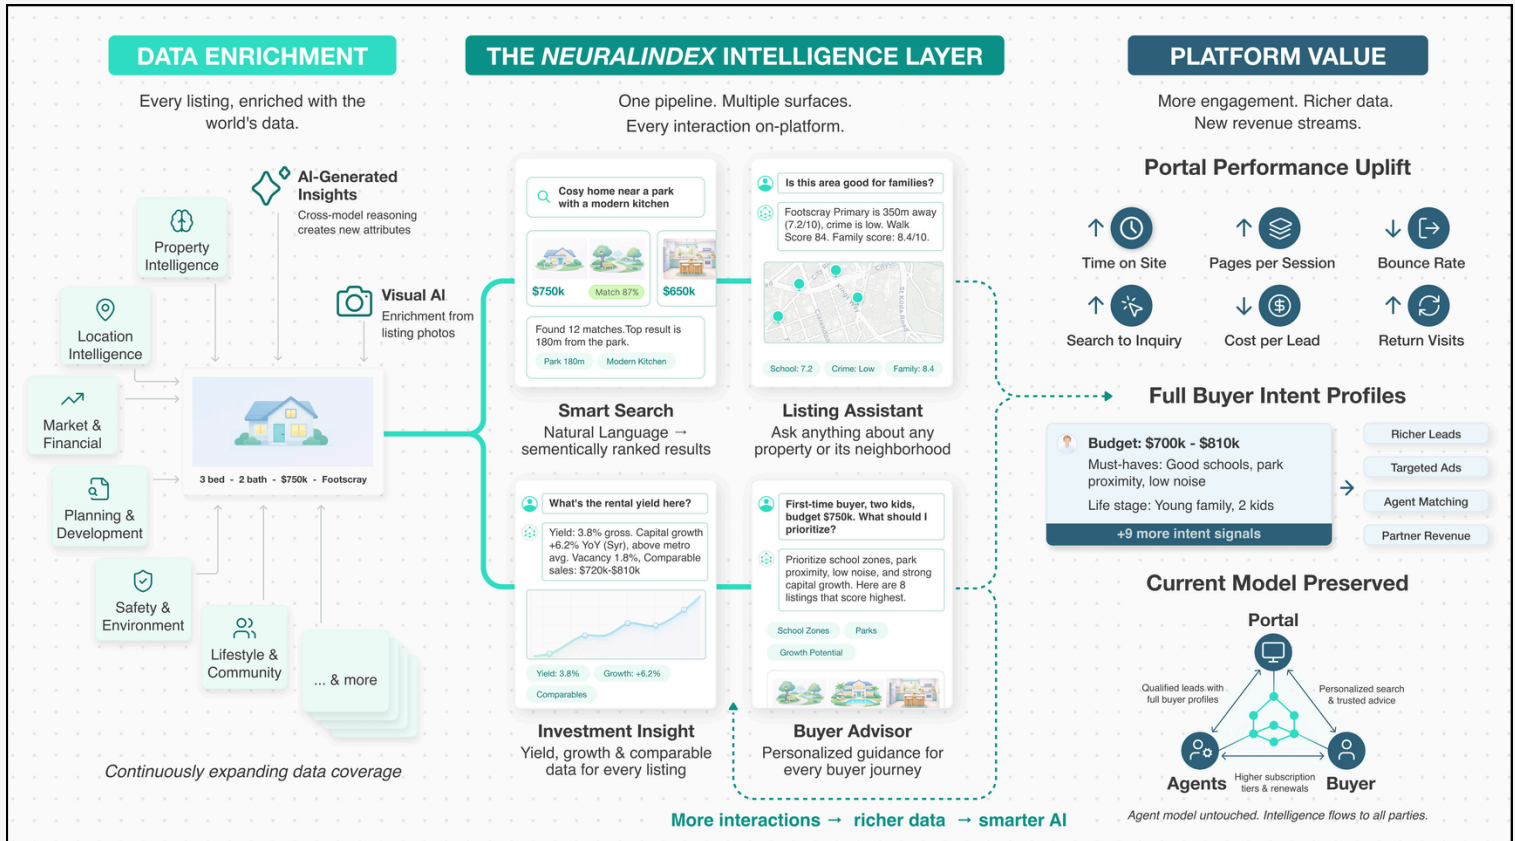 DATA ENRICHMENT
Every listing, enriched with the
world's data.
AI-Generated
Insights
Cross-model reasoning
creates new attributes
Property
Intelligence
Visual AI
Enrichment from
listing photos
Location
Intelligence
Market &
Financial
3 bed - 2 bath - $750k - Footscray
Planning &
Development
Safety &
Environment
Lifestyle &
Community
... & more
Continuously expanding data coverage
THE NEURALINDEX INTELLIGENCE LAYER
One pipeline. Multiple surfaces.
Every interaction on-platform.
Cosy home near a park
with a modern kitchen
$750k
Match 87%
$650k
Found 12 matches.Top result is
180m from the park.
Park 180m
Modern Kitchen
Smart Search
Natural Language →
sementically ranked results
Is this area good for families?
Footscray Primary is 350m away
(7.2/10), crime is low. Walk
Score 84. Family score: 8.4/10.
School: 7.2
Crime: Low
Family: 8.4
Listing Assistant
Ask anything about any
property or its neighborhood
What's the rental yield here?
Yield: 3.8% gross. Capital growth
+6.2% YoY (Syr), above metro
avg. Vacancy 1.8%, Comparable
sales: $720k-$810k
Yield: 3.8%
Growth: +6.2%
Comparables
Investment Insight
Yield, growth & comparable
data for every listing
First-time buyer, two kids,
budget $750k. What should I
prioritize?
Prioritize school zones, park
proximity, low noise, and strong
capital growth. Here are 8
listings that score highest.
School Zones
Parks
Growth Potential
Buyer Advisor
Personalized guidance for
every buyer journey
More interactions → richer data → smarter AI
PLATFORM VALUE
More engagement. Richer data.
New revenue streams.
Portal Performance Uplift
Time on Site
Pages per Session
Bounce Rate
Search to Inquiry
Cost per Lead
Return Visits
Full Buyer Intent Profiles
Budget: $700k - $810k
Must-haves: Good schools, park
proximity, low noise
Life stage: Young family, 2 kids
+9 more intent signals
Richer Leads
Targeted Ads
Agent Matching
Partner Revenue
Current Model Preserved
Portal
Qualified leads with
full buyer profiles
Personalized search
& trusted advice
Agents
Higher subscription
tiers & renewals
Buyer
Agent model untouched. Intelligence flows to all parties.